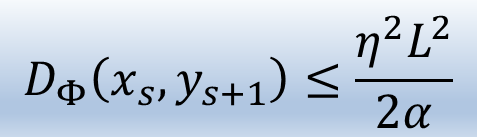 D_Φ(x_s, y_{s+1}) ≤ η²L² / 2α